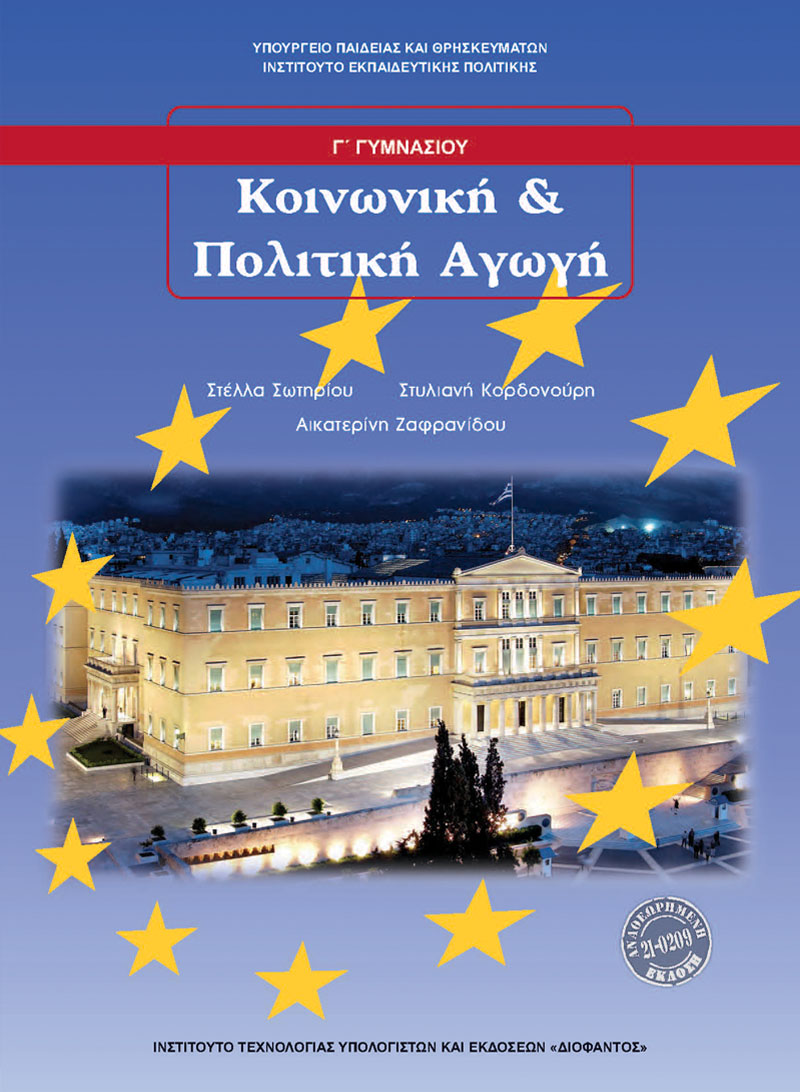 ΥΠΟΥΡΓΕΙΟ ΠΑΙΔΕΙΑΣ ΚΑΙ ΘΡΗΣΚΕΥΜΑΤΩΝ
ΙΝΣΤΙΤΟΥΤΟ ΕΚΠΑΙΔΕΥΤΙΚΗΣ ΠΟΛΙΤΙΚΗΣ
Γ΄ ΓΥΜΝΑΣΙΟΥ
Κοινωνική &
Πολιτική Αγωγή
Στέλλα Σωτηρίου Στυλιανή Κορδονούρη
Αικατερίνη Ζαφρανίδου
ΑΝΑΘΕΩΡΗΜΕΝΗ
21-0209
ΕΚΔΟΣΗ
ΙΝΣΤΙΤΟΥΤΟ ΤΕΧΝΟΛΟΓΙΑΣ ΥΠΟΛΟΓΙΣΤΩΝ ΚΑΙ ΕΚΔΟΣΕΩΝ «ΔΙΟΦΑΝΤΟΣ»